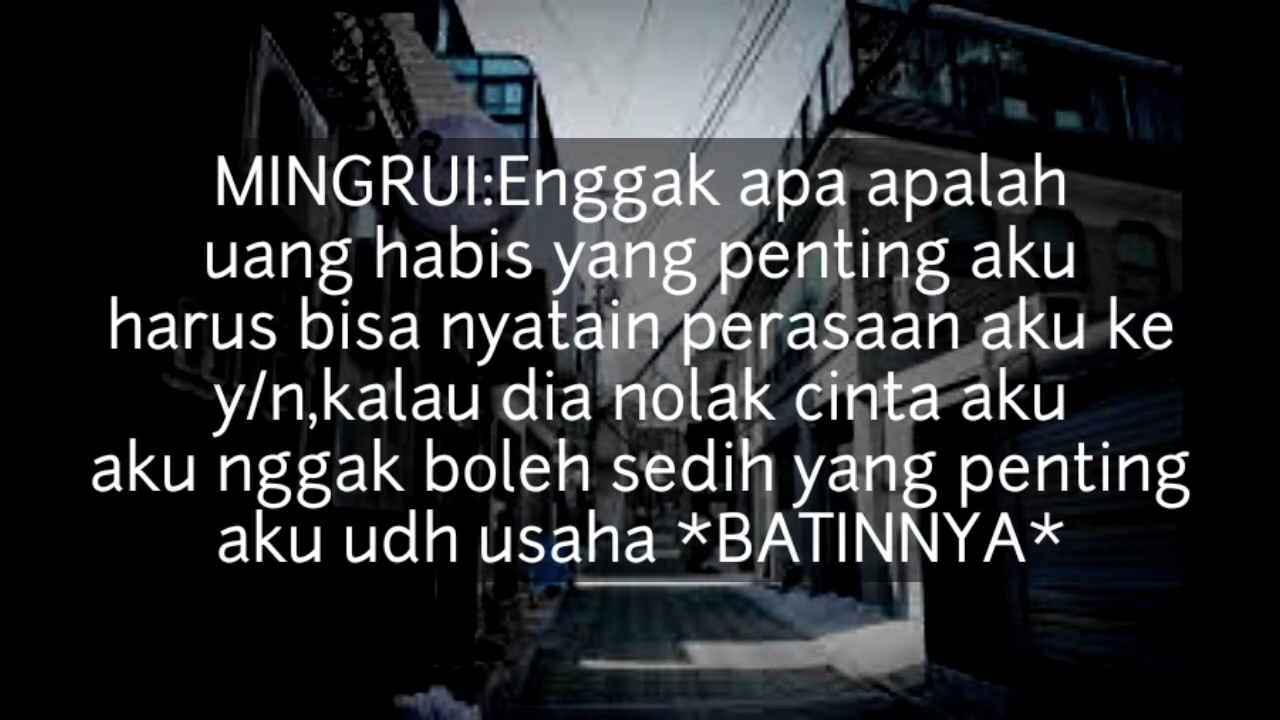 MINGRUI:Enggak apa apalah
uang habis yang penting aku
harus bisa nyatain perasaan aku ke
y/n,kalau dia nolak cinta aku
aku nggak boleh sedih yang penting
aku udh usaha *BATINNYA*